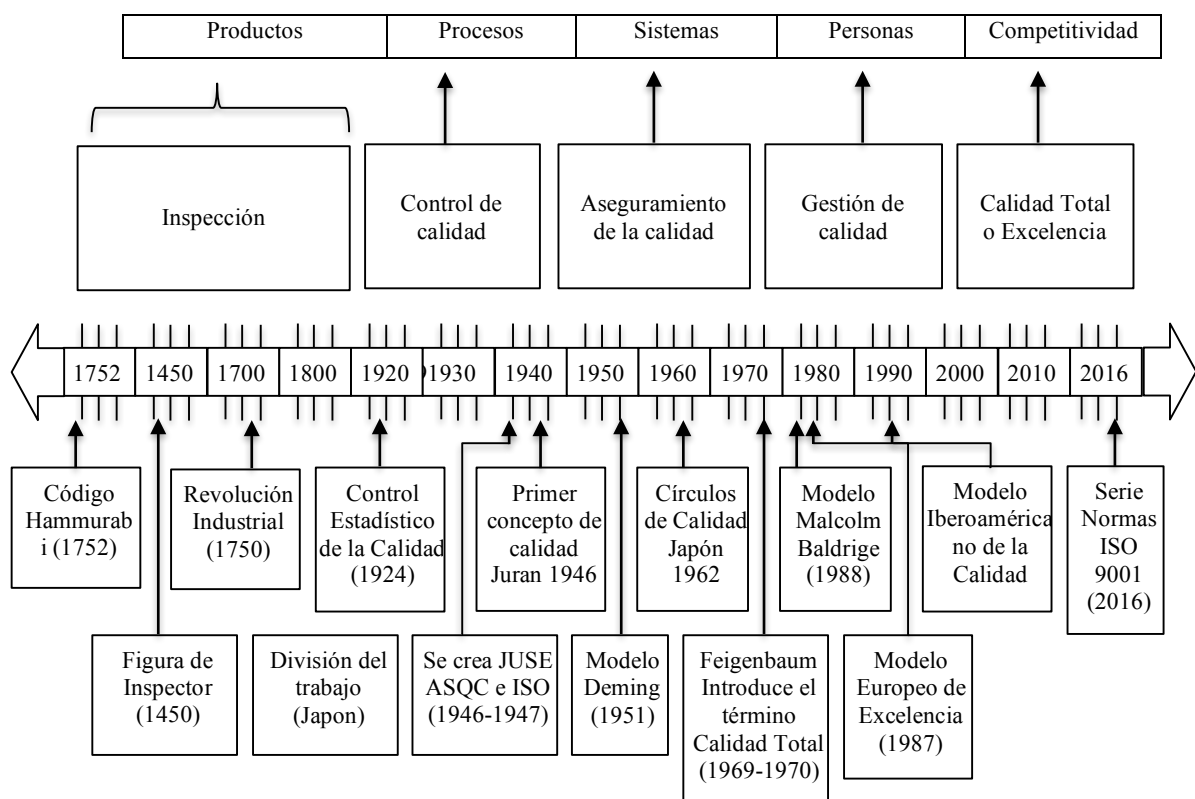 Productos
Procesos
Sistemas
Personas
Competitividad
Inspección
Control de
calidad
Aseguramiento
de la calidad
Gestión de
calidad
Calidad Total
o Excelencia
1752
1450
1700
1800
1920
1930
1940
1950
1960
1970
1980
1990
2000
2010
2016
Código
Hammurab
i (1752)
Revolución
Industrial
(1750)
Control
Estadístico
de la Calidad
(1924)
Primer
concepto de
calidad
Juran 1946
Círculos
de Calidad
Japón
1962
Modelo
Malcolm
Baldrige
(1988)
Modelo
Iberoamérica
no de la
Calidad
Serie
Normas
ISO
9001
(2016)
Figura de
Inspector
(1450)
División del
trabajo
(Japon)
Se crea JUSE
ASQC e ISO
(1946-1947)
Modelo
Deming
(1951)
Feigenbaum
Introduce el
término
Calidad Total
(1969-1970)
Modelo
Europeo de
Excelencia
(1987)